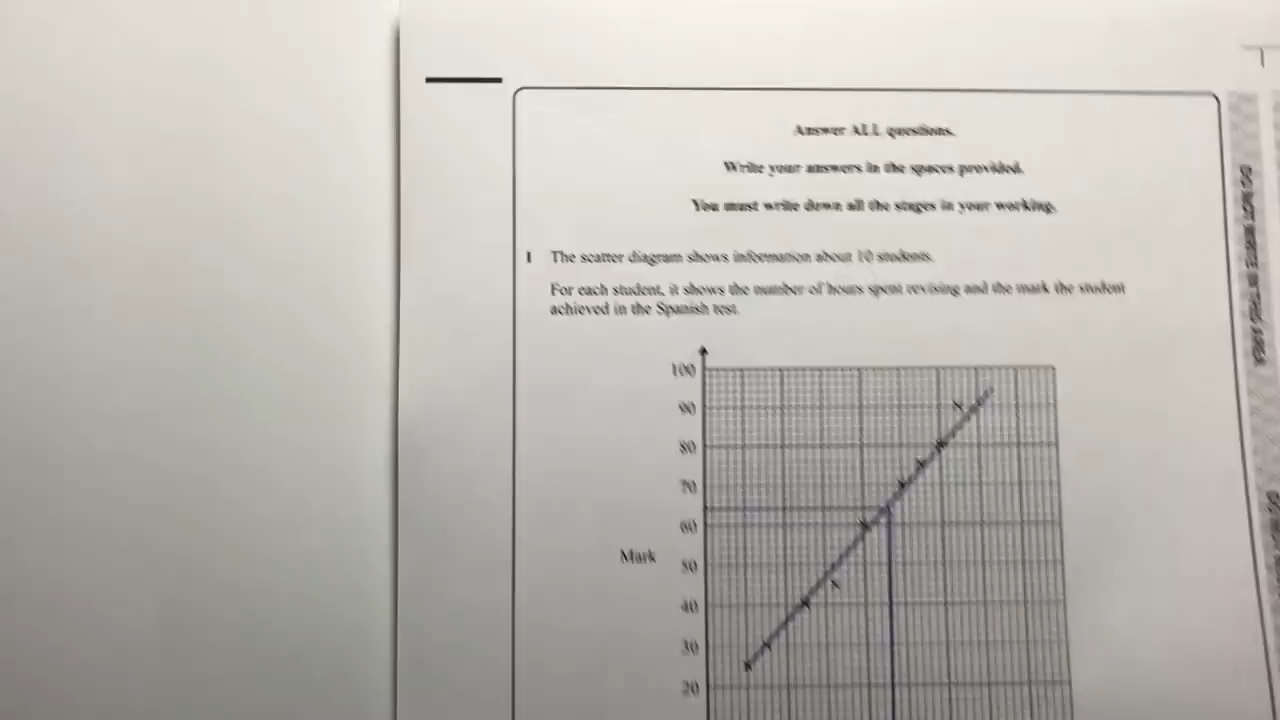 Answer ALL questions.
Write your answers in the spaces provided.
You must write down all the stages in your working.
1 The scatter diagram shows information about 10 students.
For each student, it shows the number of hours spent revising and the mark the student
achieved in the Spanish test.
100
90
80
70
60
Mark
50
40
30
20